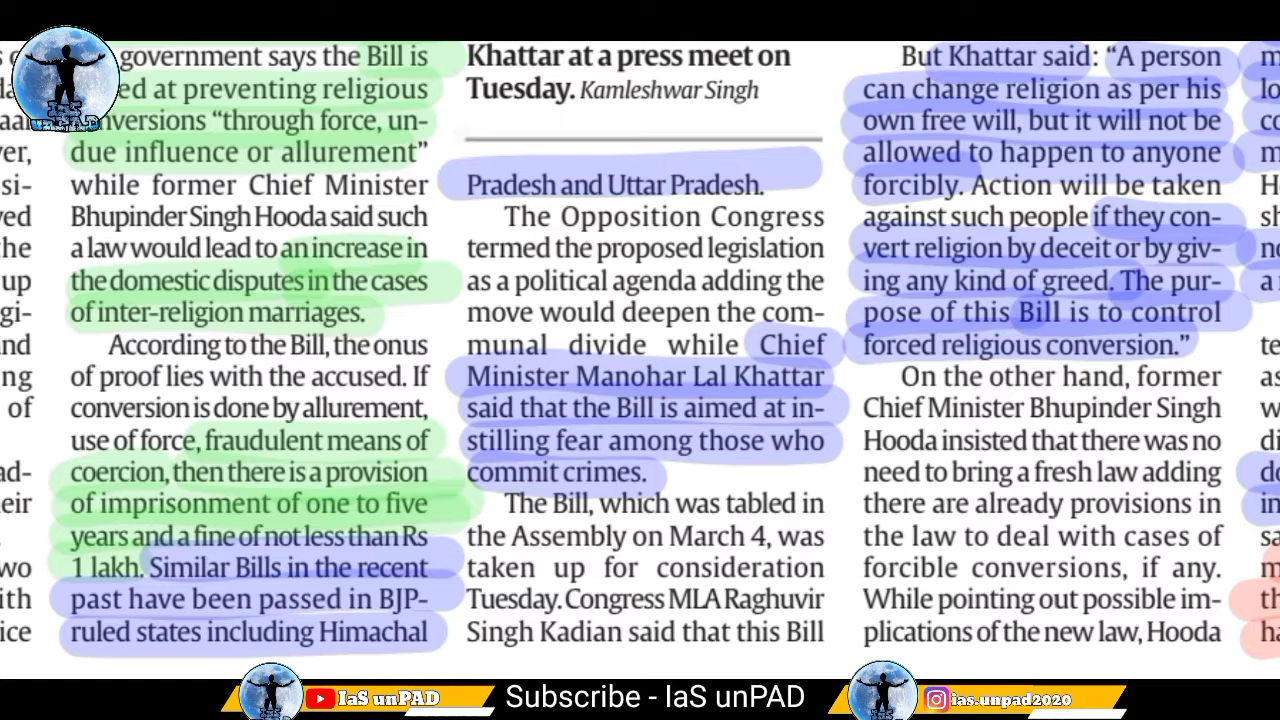 government says the Bill is
ed at preventing religious
nversions “through force, un-
due influence or allurement”
while former Chief Minister
Bhupinder Singh Hooda said such
a law would lead to an increase in
the domestic disputes in the cases
of inter-religion marriages.
According to the Bill, the onus
of proof lies with the accused. If
conversion is done by allurement,
use of force, fraudulent means of
coercion, then there is a provision
of imprisonment of one to five
years and a fine of not less than Rs
1 lakh. Similar Bills in the recent
past have been passed in BJP-
ruled states including Himachal
Khattar at a press meet on
Tuesday. Kamleshwar Singh
Pradesh and Uttar Pradesh.
The Opposition Congress
termed the proposed legislation
as a political agenda adding the
move would deepen the com-
munal divide while Chief
Minister Manohar Lal Khattar
said that the Bill is aimed at in-
stilling fear among those who
commit crimes.
The Bill, which was tabled in
the Assembly on March 4, was
taken up for consideration
Tuesday. Congress MLA Raghuvir
Singh Kadian said that this Bill
But Khattar said: “A person
can change religion as per his
own free will, but it will not be
allowed to happen to anyone
forcibly. Action will be taken
against such people if they con-
vert religion by deceit or by giv-
ing any kind of greed. The pur-
pose of this Bill is to control
forced religious conversion.”
On the other hand, former
Chief Minister Bhupinder Singh
Hooda insisted that there was no
need to bring a fresh law adding
there are already provisions in
the law to deal with cases of
forcible conversions, if any.
While pointing out possible im-
plications of the new law, Hooda
IaS
unPAD
IaS unPAD
Subscribe - IaS unPAD
ias.unpad2020